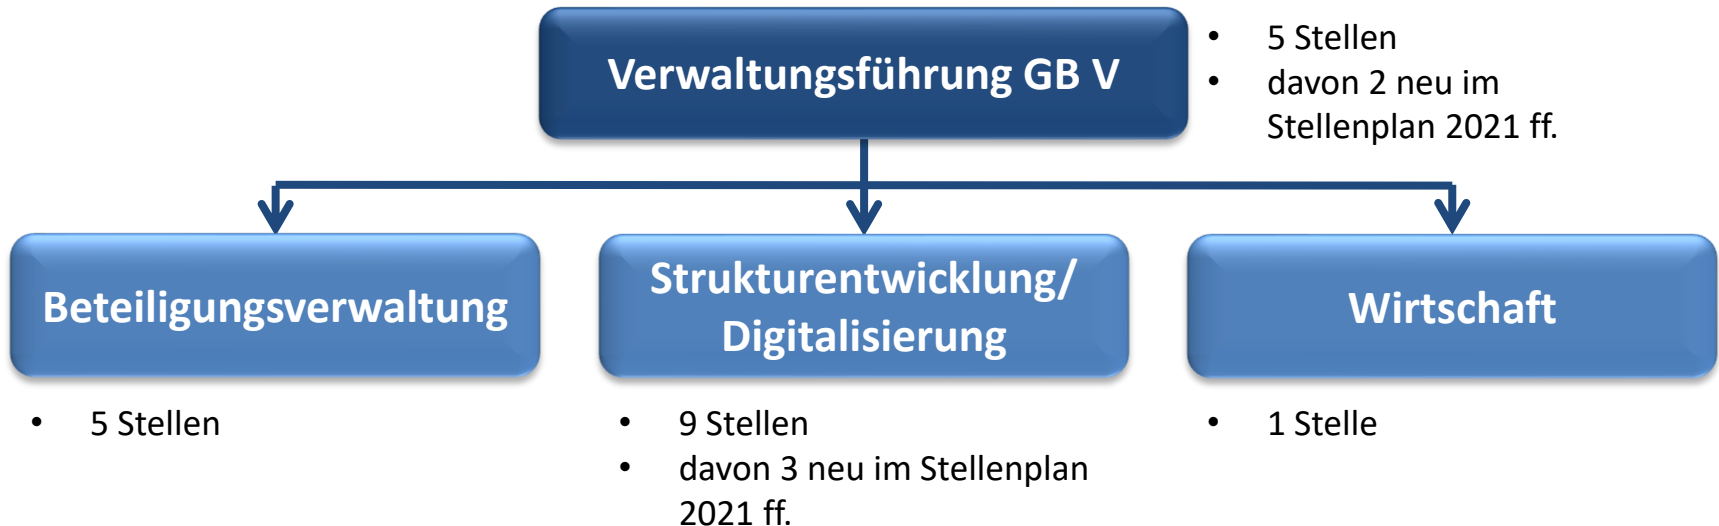 Verwaltungsführung GB V
• 5 Stellen
• davon 2 neu im
Stellenplan 2021 ff.
Beteiligungsverwaltung
• 5 Stellen
Strukturentwicklung/
Digitalisierung
• 9 Stellen
• davon 3 neu im Stellenplan
2021 ff.
Wirtschaft
• 1 Stelle